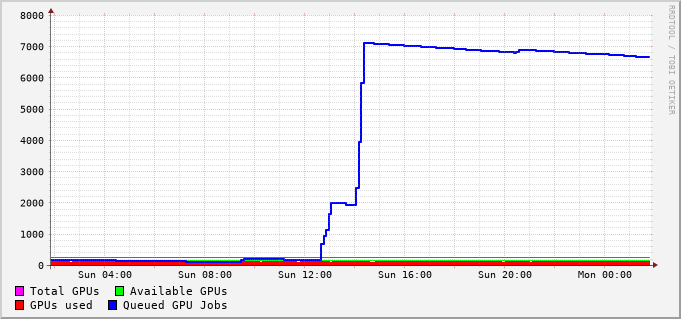 8000
7000
6000
5000
4000
3000
2000
1000
0
Sun 04:00 Sun 08:00 Sun 12:00 Sun 16:00 Sun 20:00 Mon 00:00
Total GPUs Available GPUs
GPUs used Queued GPU Jobs
RRDTOOL / TOBI OETIKER